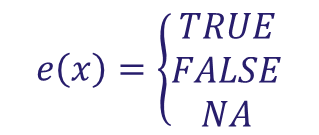 TRUE
e(x) = { FALSE
NA